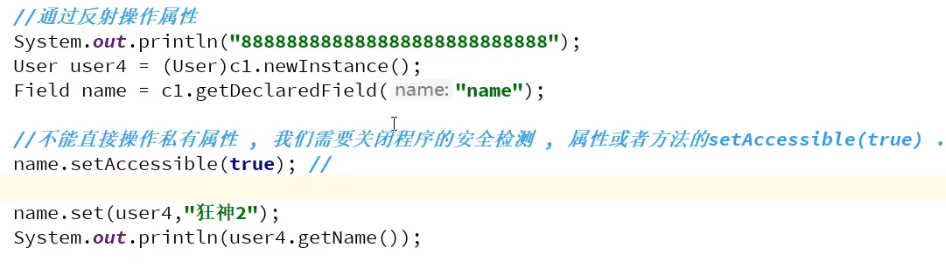 //通过反射操作属性
System.out.println("8888888888888888888888888888");
User user4 = (User)c1.newInstance();
Field name = c1.getDeclaredField( name: "name");
//不能直接操作私有属性 , 我们需要关闭程序的安全检测 , 属性或者方法的setAccessible(true) .
name.setAccessible(true); //
name.set(user4,"狂神2");
System.out.println(user4.getName());